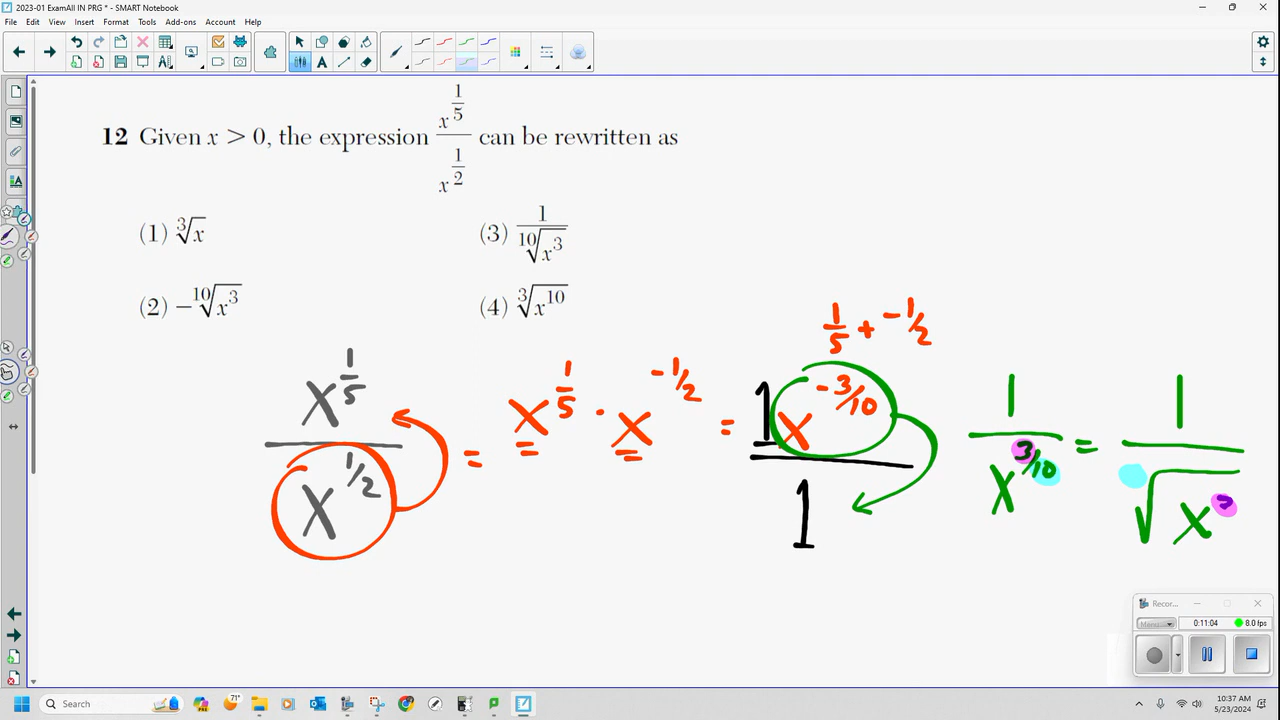 2023-01 ExamAll IN PRG * - SMART Notebook
File Edit View Insert Format Tools Add-ons Account Help
12 Given x > 0, the expression x^(1/5) / x^(1/2) can be rewritten as
(1) ∛x
(3) 1 / ¹⁰√x³
(2) −¹⁰√x³
(4) ∛x¹⁰
1/5 + -1/2
x^(1/5) / x^(1/2) = x^(1/5) · x^(-1/2) = 1x^(-3/10) / 1
1 / x^(3/10) = 1 / √x
Recor...
Menu
0:11:04 8.0 fps
Search
71°
10:37 AM
5/23/2024